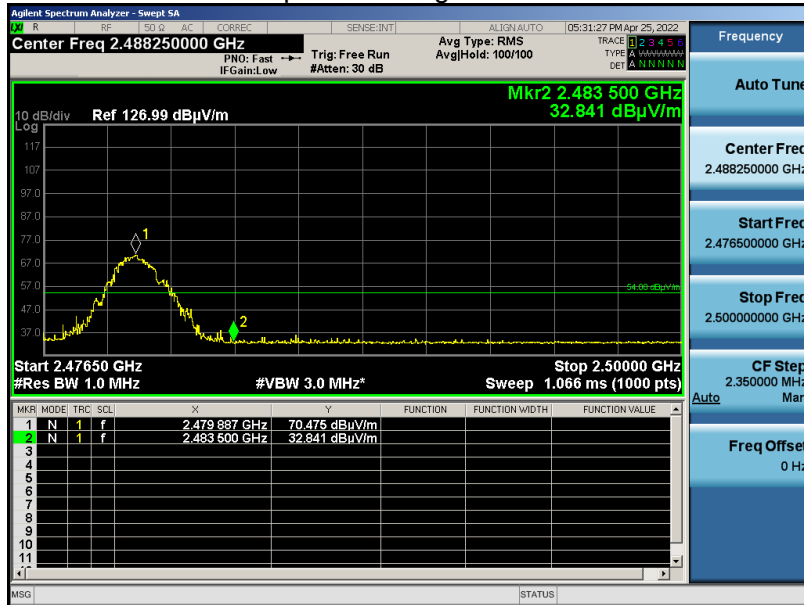 Agilent Spectrum Analyzer - Swept SA
LXI R RF 50 Ω AC CORREC SENSE:INT ALIGN AUTO 05:31:27 PM Apr 25, 2022
Center Freq 2.488250000 GHz
PNO: Fast
IFGain:Low
Trig: Free Run
#Atten: 30 dB
Avg Type: RMS
Avg|Hold: 100/100
TRACE 1 2 3 4 5 6
TYPE A
DET A N N N N N
Mkr2 2.483 500 GHz
32.841 dBµV/m
10 dB/div Ref 126.99 dBµV/m
Log
117
107
97.0
87.0
77.0
67.0
57.0
47.0
37.0
1
2
54.00 dBµV/m
Start 2.47650 GHz Stop 2.50000 GHz
#Res BW 1.0 MHz #VBW 3.0 MHz* Sweep 1.066 ms (1000 pts)
MKR MODE TRC SCL X Y FUNCTION FUNCTION WIDTH FUNCTION VALUE
1 N 1 f 2.479 887 GHz 70.475 dBµV/m
2 N 1 f 2.483 500 GHz 32.841 dBµV/m
3
4
5
6
7
8
9
10
11
MSG STATUS
Frequency
Auto Tune
Center Freq
2.488250000 GHz
Start Freq
2.476500000 GHz
Stop Freq
2.500000000 GHz
CF Step
2.350000 MHz
Auto Man
Freq Offset
0 Hz